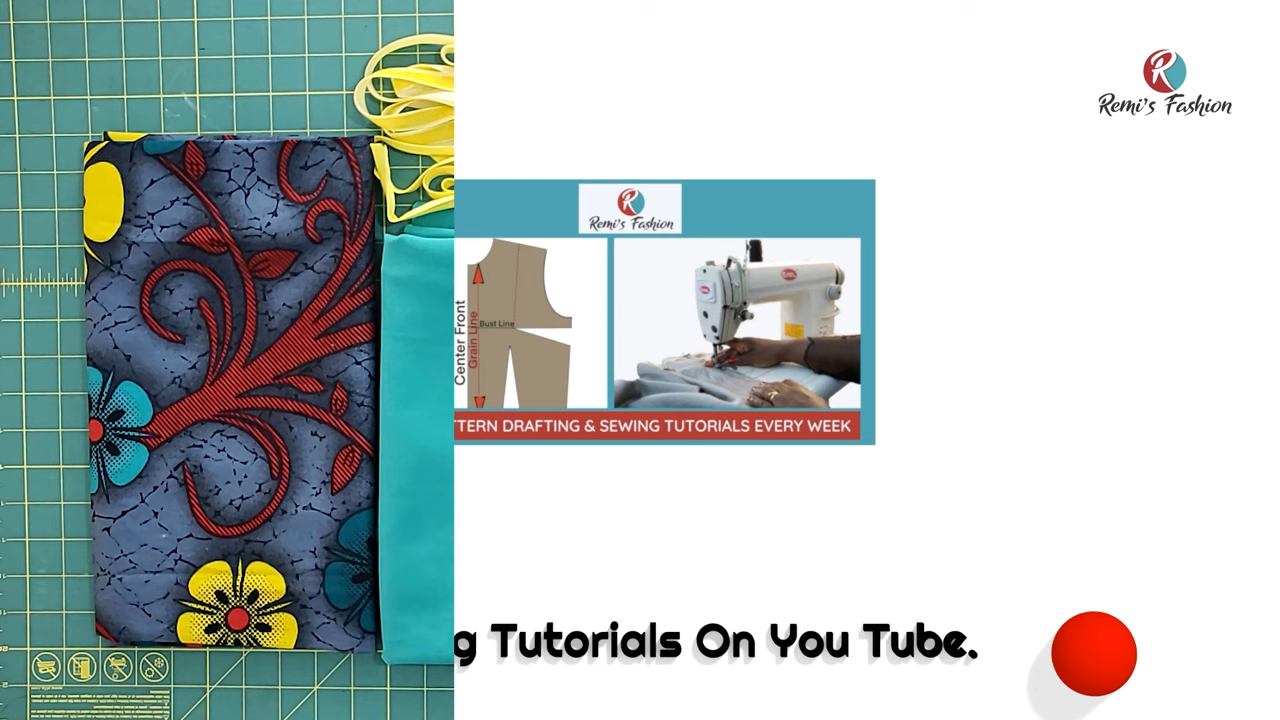 Remi's Fashion
Remi's Fashion
Center Front
Grain Line
Bust Line
TTERN DRAFTING & SEWING TUTORIALS EVERY WEEK
g Tutorials On You Tube.